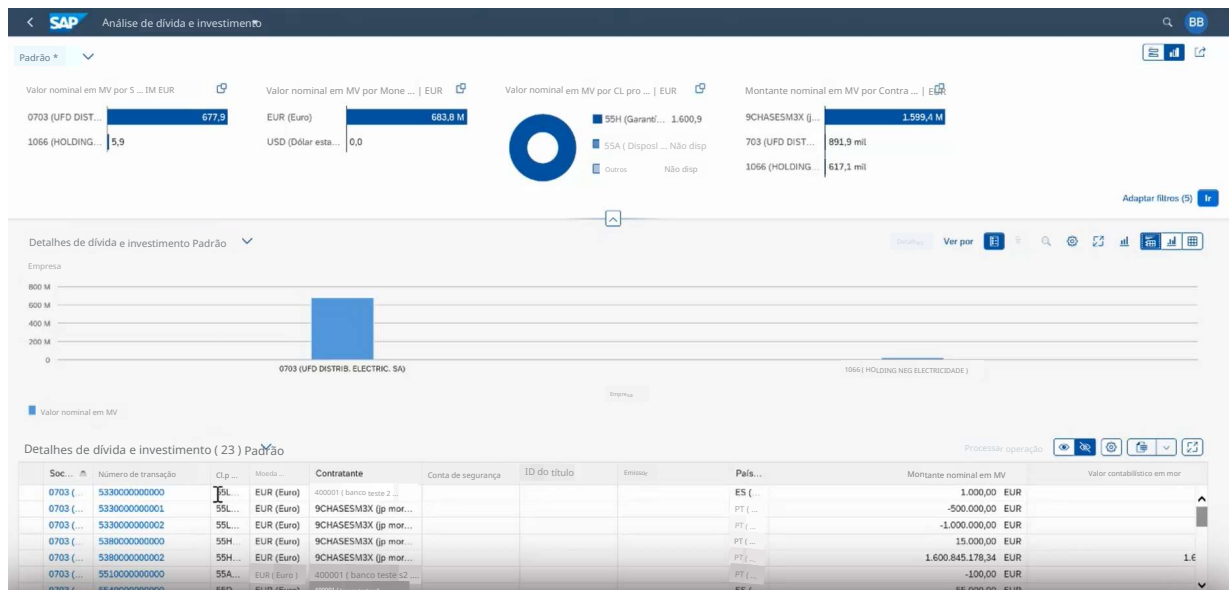 SAP Análise de dívida e investimento BB
Padrão *
Valor nominal em MV por S ... IM EUR
0703 (UFD DIST... 677,9
1066 (HOLDING... 5,9
Valor nominal em MV por Mone ... | EUR
EUR (Euro) 683,8 M
USD (Dólar esta... 0,0
Valor nominal em MV por CL pro ... | EUR
55H (Garantí... 1.600,9
55A ( Disposl ... Não disp
Outros Não disp
Montante nominal em MV por Contra ... | EUR
9CHASESM3X (j... 1.599,4 M
703 (UFD DIST... 891,9 mil
1066 (HOLDING... 617,1 mil
Adaptar filtros (5) Ir
Detalhes de dívida e investimento Padrão
Ver por
Empresa
800 M
600 M
400 M
200 M
0
0703 (UFD DISTRIB. ELECTRIC. SA)
1066 ( HOLDING NEG ELECTRICIDADE )
Empresa
Valor nominal em MV
Detalhes de dívida e investimento ( 23 ) Padrão
Processar operação
Soc... Número de transação Cl.p ... Moeda ... Contratante Conta de segurança ID do título Emissor País... Montante nominal em MV Valor contabilístico em mor
0703 (... 5330000000000 55L... EUR (Euro) 400001 ( banco teste 2 ... ES (... 1.000,00 EUR
0703 (... 5330000000001 55L... EUR (Euro) 9CHASESM3X (jp mor... PT ( ... -500.000,00 EUR
0703 (... 5330000000002 55L... EUR (Euro) 9CHASESM3X (jp mor... PT ( ... -1.000.000,00 EUR
0703 (... 5380000000000 55H... EUR (Euro) 9CHASESM3X (jp mor... PT ( ... 15.000,00 EUR
0703 (... 5380000000002 55H... EUR (Euro) 9CHASESM3X (jp mor... PT ( ... 1.600.845.178,34 EUR 1.6
0703 (... 5510000000000 55A... EUR ( Euro ) 400001 ( banco teste s2 .... PT ( ... -100,00 EUR